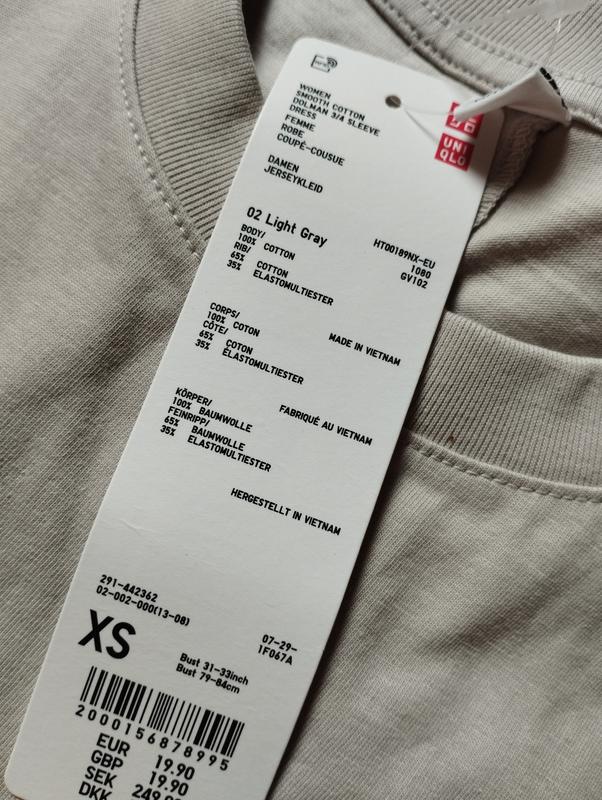 WOMEN
SMOOTH COTTON
DOLMAN 3/4 SLEEVE
DRESS
FEMME
ROBE
COUPÉ-COUSUE
DAMEN
JERSEYKLEID
UNI
QLO
02 Light Gray
HT00189NX-EU
1080
GV102
BODY/
100% COTTON
RIB/
65% COTTON
35% ELASTOMULTIESTER
MADE IN VIETNAM
CORPS/
100% COTON
CÔTE/
65% COTON
35% ÉLASTOMULTIESTER
FABRIQUÉ AU VIETNAM
KÖRPER/
100% BAUMWOLLE
FEINRIPP/
65% BAUMWOLLE
35% ELASTOMULTIESTER
HERGESTELLT IN VIETNAM
291-442362
02-002-000(13-08)
XS
07-29-
1F067A
Bust 31-33inch
Bust 79-84cm
2000156878995
EUR 19.90
GBP 19.90
SEK
DKK